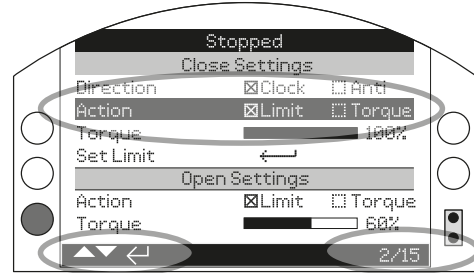 Stopped
Close Settings
Direction ☒Clock ☐Anti
Action ☒Limit ☐Torque
Torque 100%
Set Limit
Open Settings
Action ☒Limit ☐Torque
Torque 60%
2/15